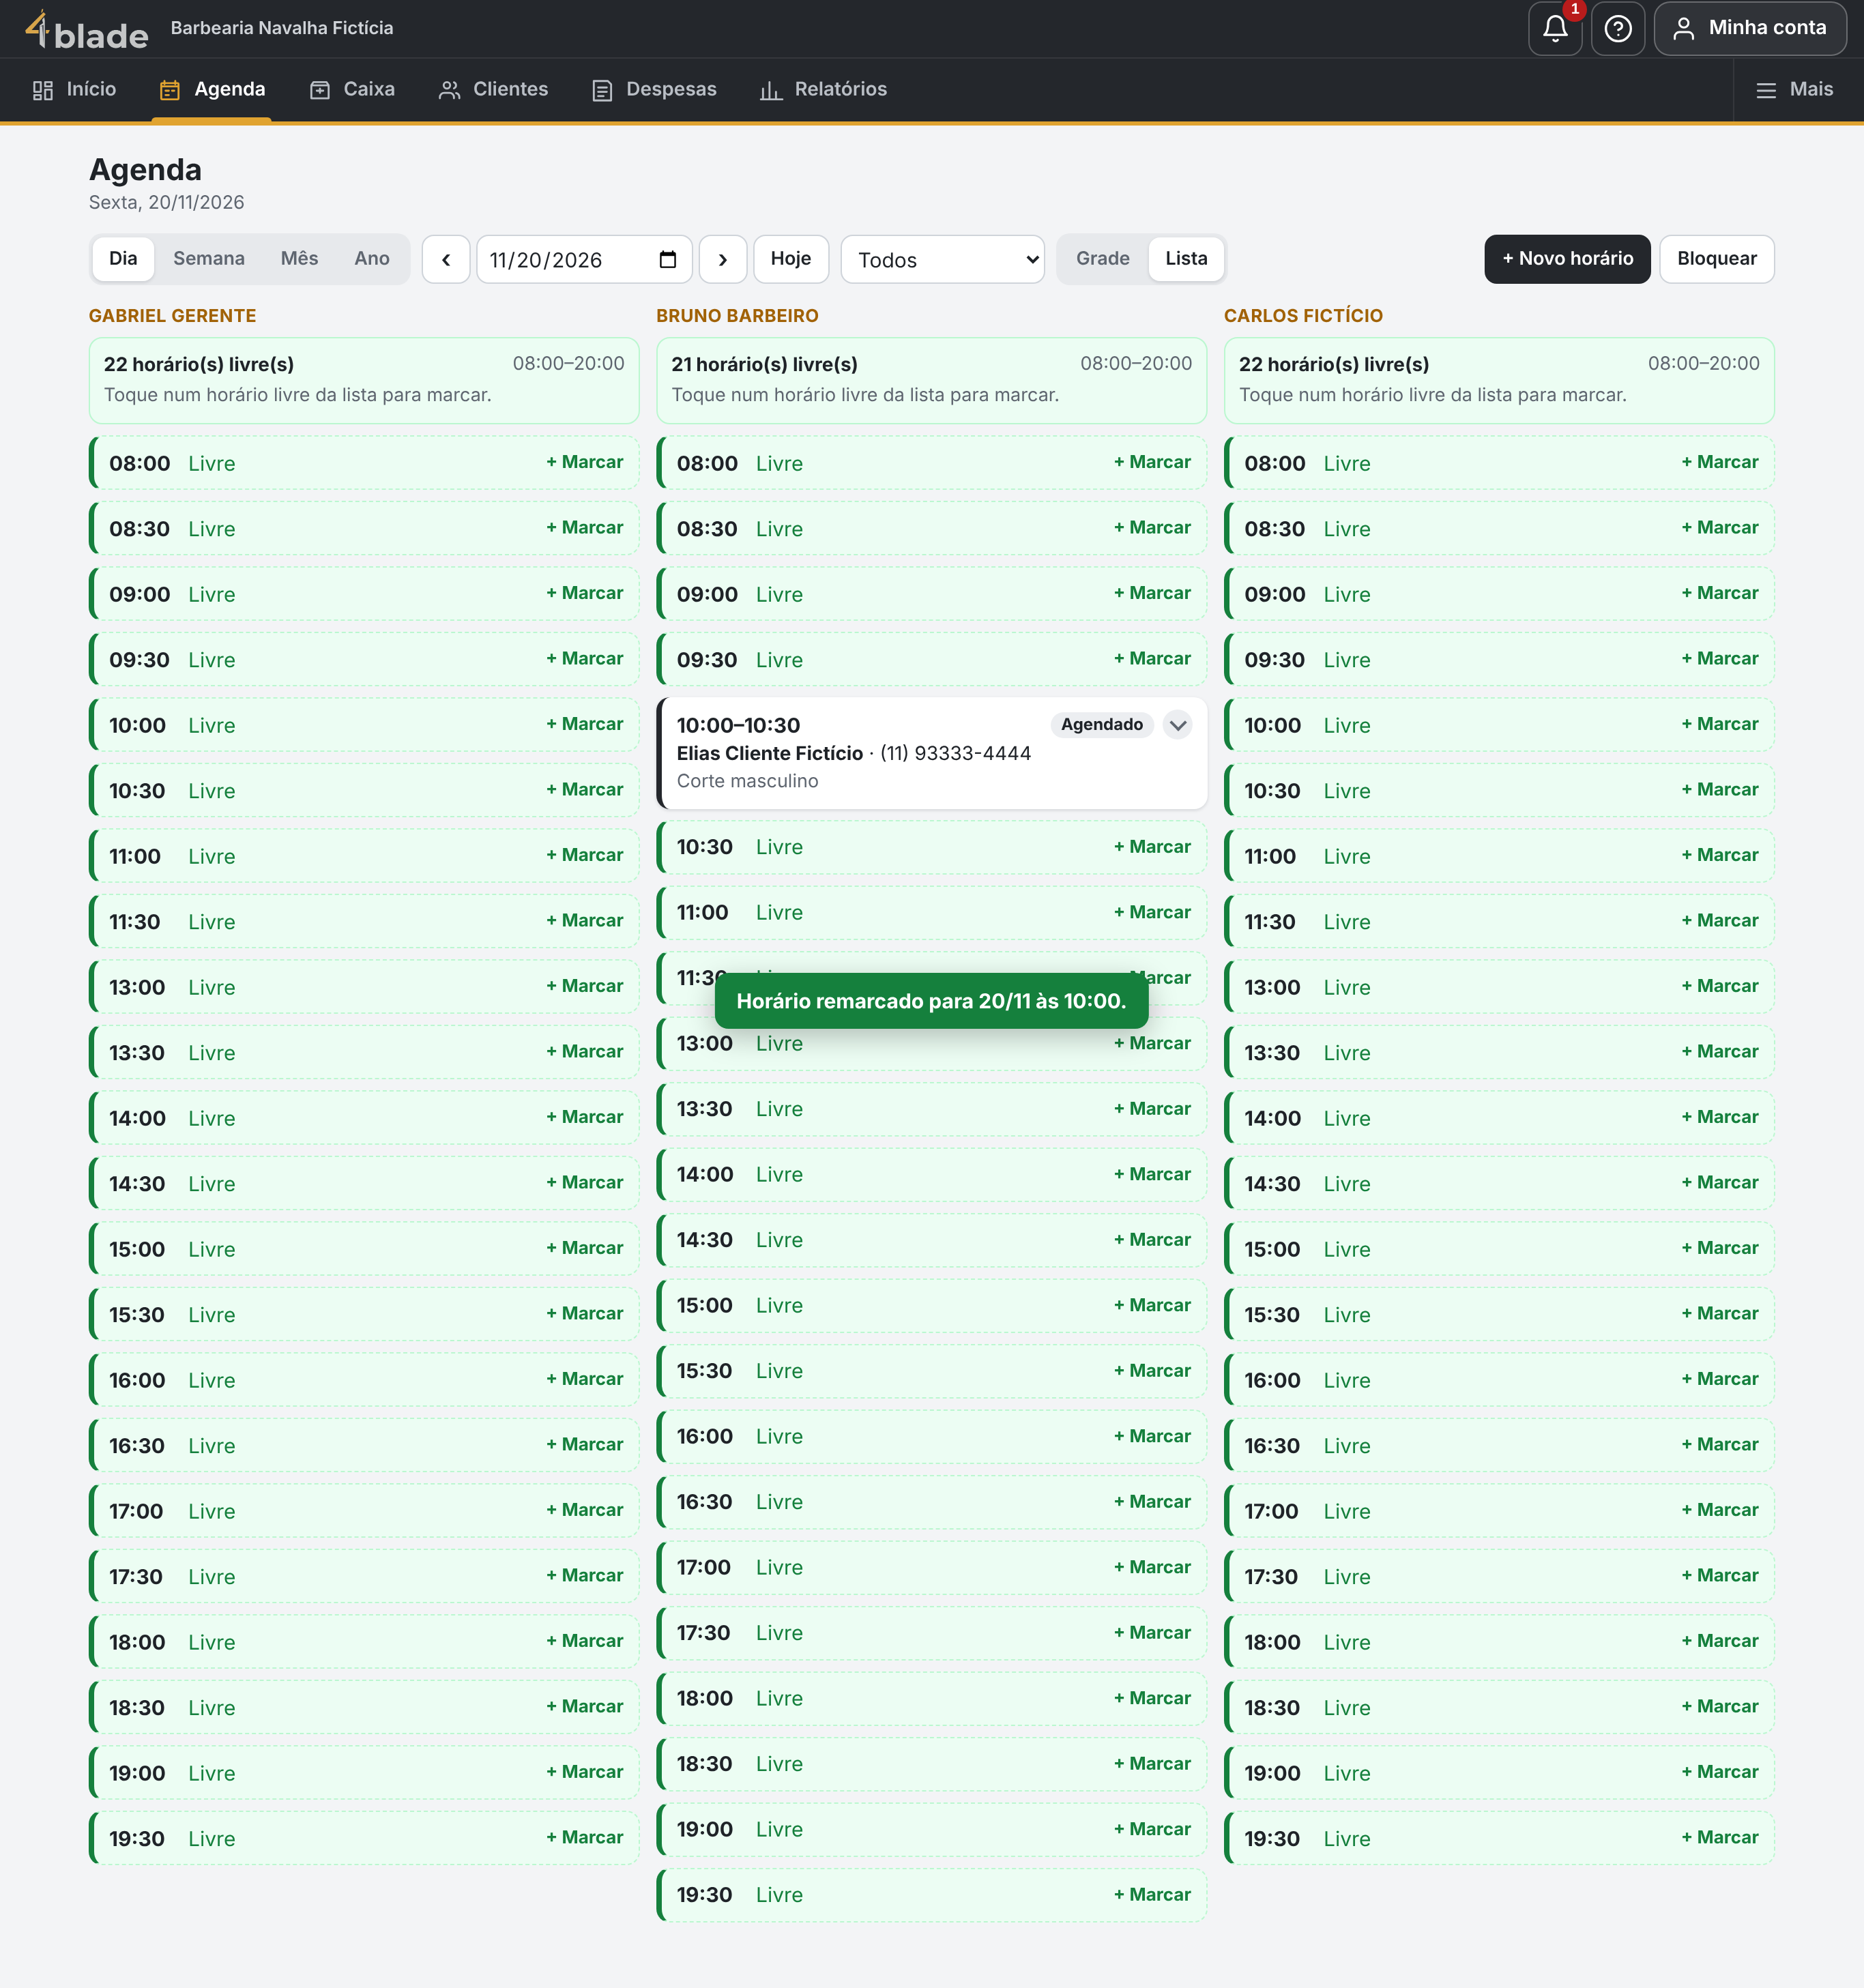 4blade Barbearia Navalha Fictícia 1 Minha conta
Início Agenda Caixa Clientes Despesas Relatórios Mais
Agenda
Sexta, 20/11/2026
Dia Semana Mês Ano 11/20/2026 Hoje Todos Grade Lista + Novo horário Bloquear
GABRIEL GERENTE
22 horário(s) livre(s) 08:00–20:00
Toque num horário livre da lista para marcar.
08:00 Livre + Marcar
08:30 Livre + Marcar
09:00 Livre + Marcar
09:30 Livre + Marcar
10:00 Livre + Marcar
10:30 Livre + Marcar
11:00 Livre + Marcar
11:30 Livre + Marcar
13:00 Livre + Marcar
13:30 Livre + Marcar
14:00 Livre + Marcar
14:30 Livre + Marcar
15:00 Livre + Marcar
15:30 Livre + Marcar
16:00 Livre + Marcar
16:30 Livre + Marcar
17:00 Livre + Marcar
17:30 Livre + Marcar
18:00 Livre + Marcar
18:30 Livre + Marcar
19:00 Livre + Marcar
19:30 Livre + Marcar
BRUNO BARBEIRO
21 horário(s) livre(s) 08:00–20:00
Toque num horário livre da lista para marcar.
08:00 Livre + Marcar
08:30 Livre + Marcar
09:00 Livre + Marcar
09:30 Livre + Marcar
10:00–10:30 Agendado
Elias Cliente Fictício · (11) 93333-4444
Corte masculino
10:30 Livre + Marcar
11:00 Livre + Marcar
11:30 Marcar
Horário remarcado para 20/11 às 10:00.
13:00 Livre + Marcar
13:30 Livre + Marcar
14:00 Livre + Marcar
14:30 Livre + Marcar
15:00 Livre + Marcar
15:30 Livre + Marcar
16:00 Livre + Marcar
16:30 Livre + Marcar
17:00 Livre + Marcar
17:30 Livre + Marcar
18:00 Livre + Marcar
18:30 Livre + Marcar
19:00 Livre + Marcar
19:30 Livre + Marcar
CARLOS FICTÍCIO
22 horário(s) livre(s) 08:00–20:00
Toque num horário livre da lista para marcar.
08:00 Livre + Marcar
08:30 Livre + Marcar
09:00 Livre + Marcar
09:30 Livre + Marcar
10:00 Livre + Marcar
10:30 Livre + Marcar
11:00 Livre + Marcar
11:30 Livre + Marcar
13:00 Livre + Marcar
13:30 Livre + Marcar
14:00 Livre + Marcar
14:30 Livre + Marcar
15:00 Livre + Marcar
15:30 Livre + Marcar
16:00 Livre + Marcar
16:30 Livre + Marcar
17:00 Livre + Marcar
17:30 Livre + Marcar
18:00 Livre + Marcar
18:30 Livre + Marcar
19:00 Livre + Marcar
19:30 Livre + Marcar